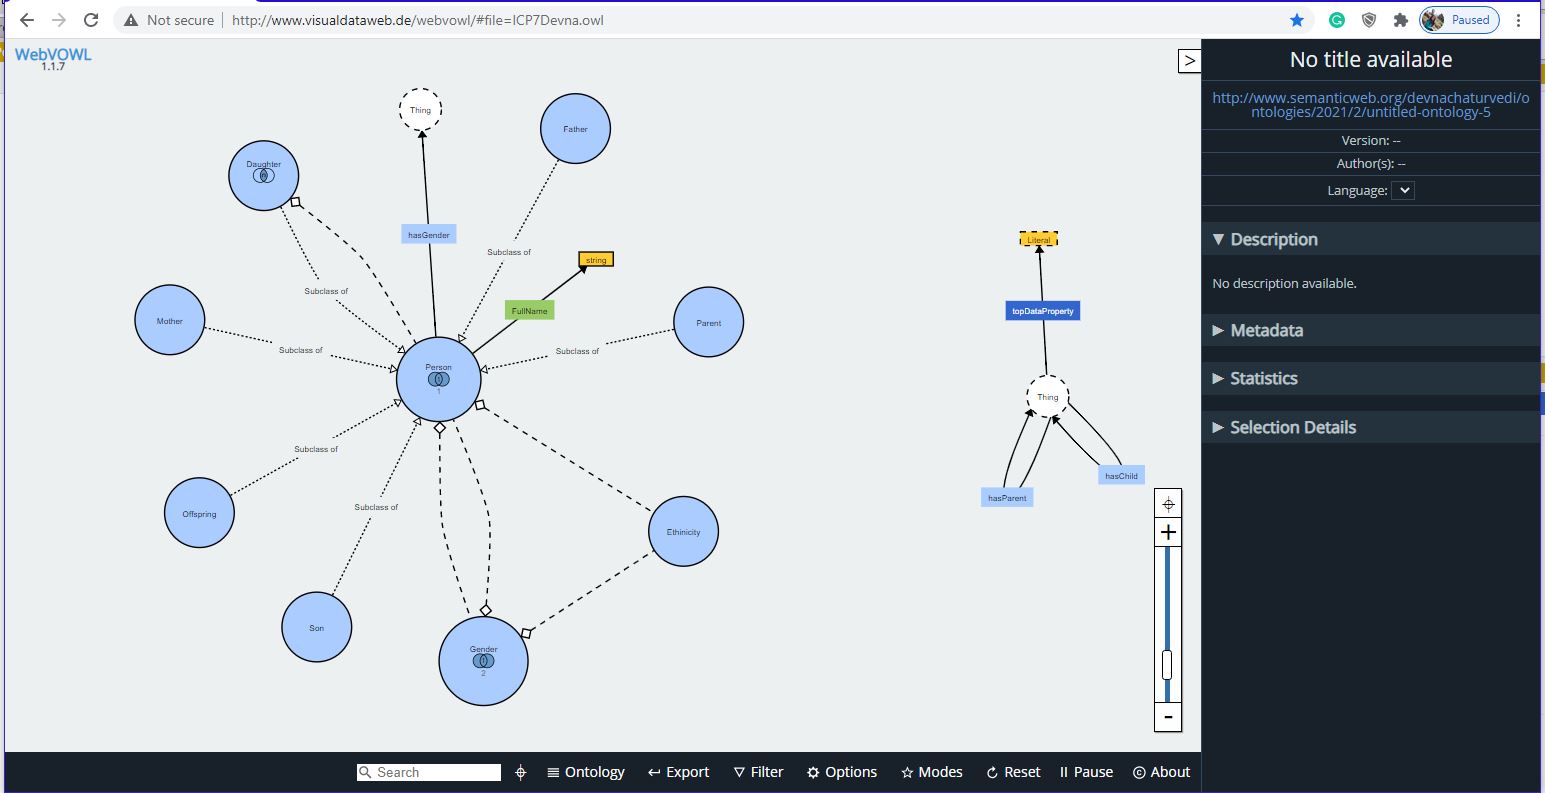 Not secure | http://www.visualdataweb.de/webvowl/#file=ICP7Devna.owl
Paused
WebVOWL
1.1.7
>
Thing
Father
Daughter
hasGender
Subclass of
string
Subclass of
FullName
Mother
Parent
Subclass of
Subclass of
Person
1
Subclass of
Subclass of
Offspring
Ethinicity
Son
Gender
2
Literal
topDataProperty
Thing
hasChild
hasParent
+
-
No title available
http://www.semanticweb.org/devnachaturvedi/o
ntologies/2021/2/untitled-ontology-5
Version: --
Author(s): --
Language:
Description
No description available.
Metadata
Statistics
Selection Details
Search
Ontology
Export
Filter
Options
Modes
Reset
Pause
About